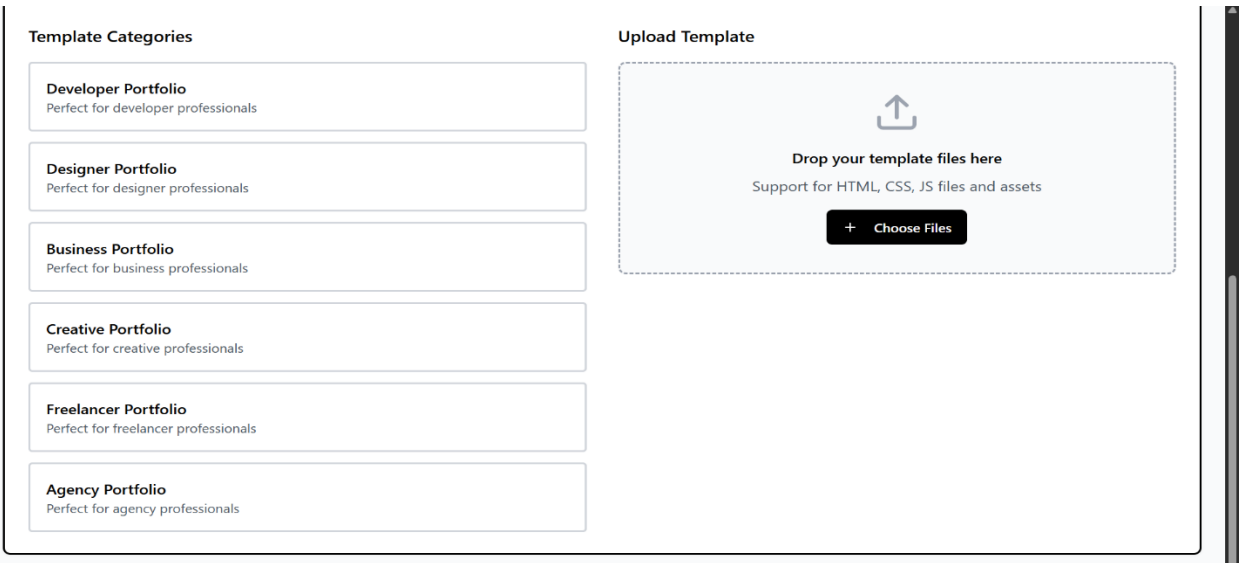 Template Categories
Developer Portfolio
Perfect for developer professionals
Designer Portfolio
Perfect for designer professionals
Business Portfolio
Perfect for business professionals
Creative Portfolio
Perfect for creative professionals
Freelancer Portfolio
Perfect for freelancer professionals
Agency Portfolio
Perfect for agency professionals
Upload Template
Drop your template files here
Support for HTML, CSS, JS files and assets
+ Choose Files